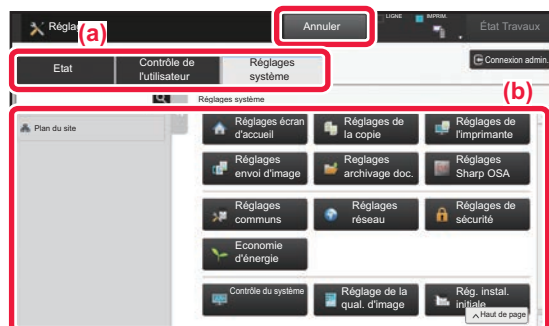 Réglages
(a)
Annuler
LIGNE
IMPRIM.
État Travaux
Etat
Contrôle de
l'utilisateur
Réglages
système
Connexion admin.
(b)
Réglages système
Plan du site
Réglages écran
d'accueil
Réglages de
la copie
Réglages de
l'imprimante
Réglages
envoi d'image
Reglages
archivage doc.
Réglages
Sharp OSA
Réglages
communs
Réglages
réseau
Réglages de
sécurité
Economie
d'énergie
Contrôle du système
Réglage de la
qual. d'image
Rég. instal.
initiale
Haut de page